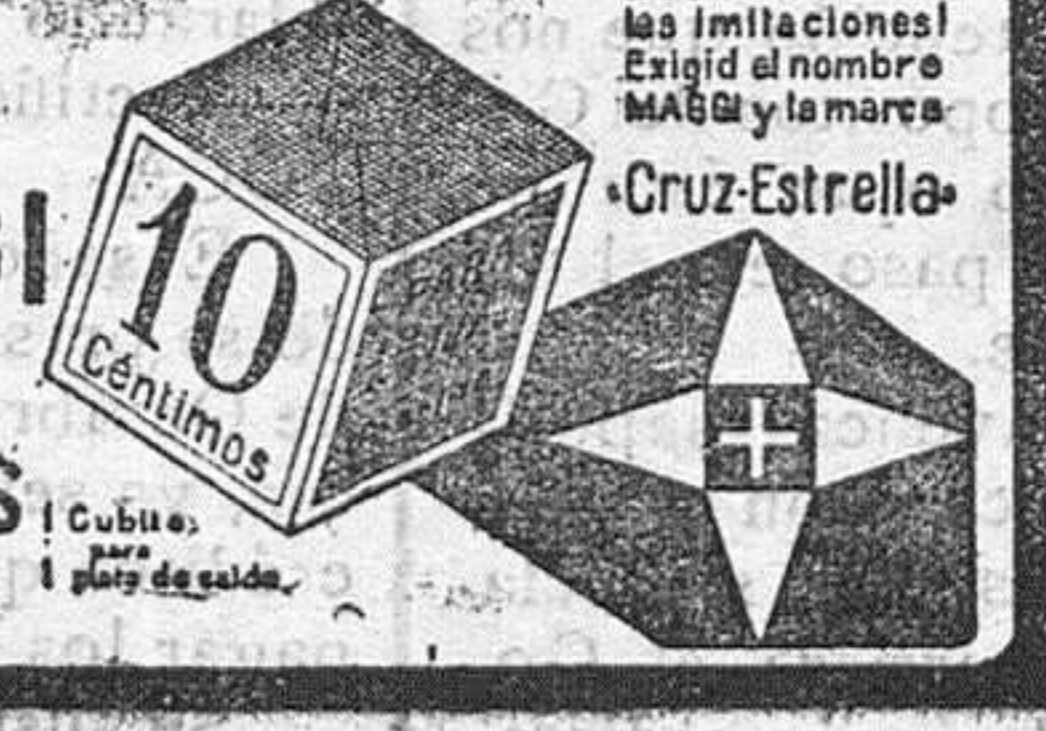 las imitaciones!
Exigid el nombre
MAGGI y la marca
«Cruz-Estrella»
10
Céntimos
1 Cubito
para
1 plato de caldo